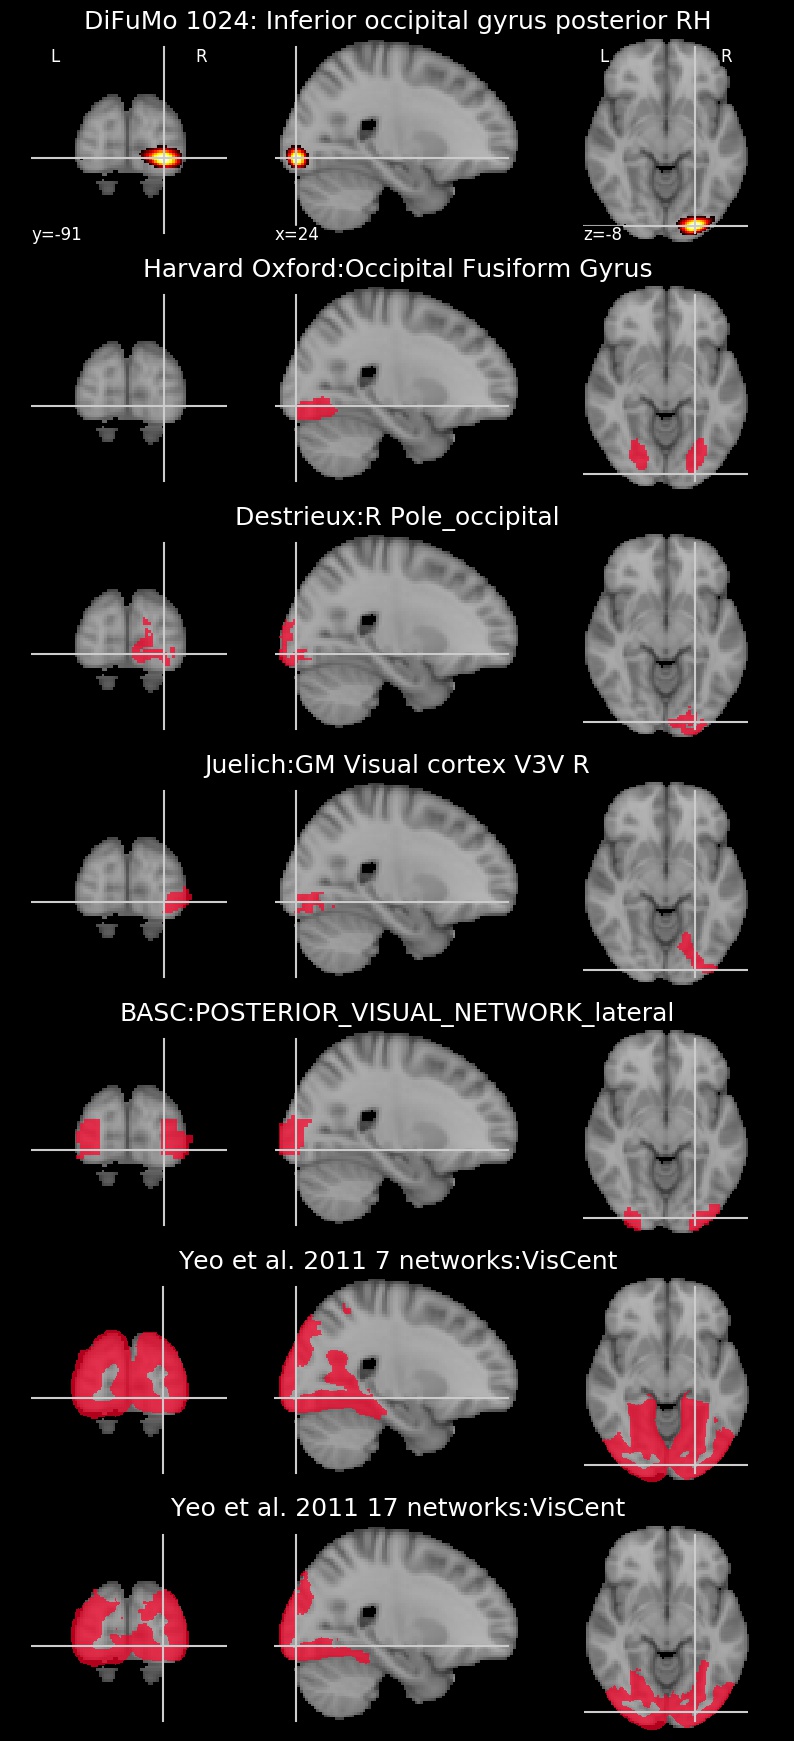 DiFuMo 1024: Inferior occipital gyrus posterior RH
L R L R
y=-91 x=24 z=-8
Harvard Oxford:Occipital Fusiform Gyrus
Destrieux:R Pole_occipital
Juelich:GM Visual cortex V3V R
BASC:POSTERIOR_VISUAL_NETWORK_lateral
Yeo et al. 2011 7 networks:VisCent
Yeo et al. 2011 17 networks:VisCent